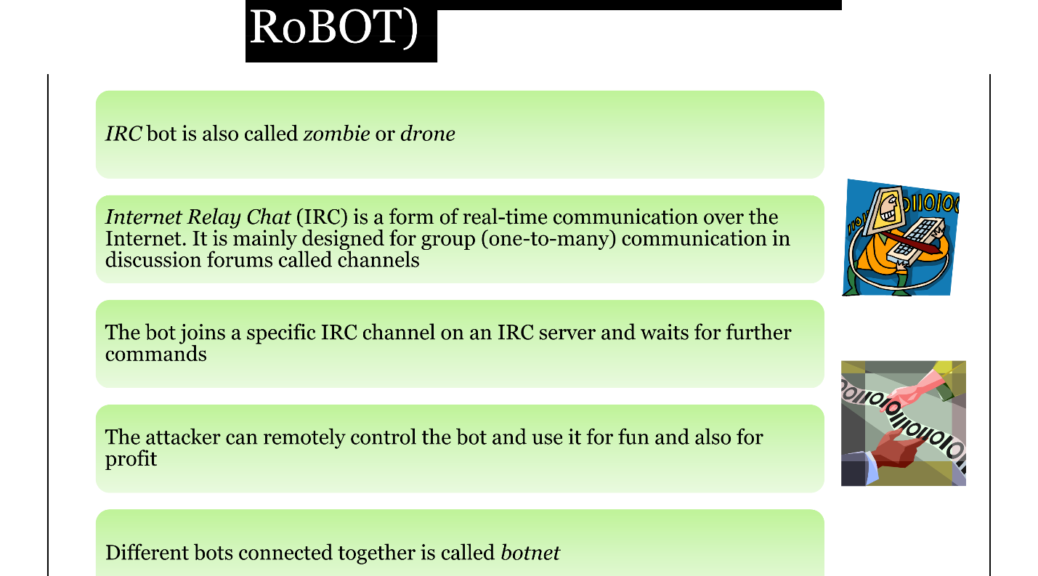 RoBOT)
IRC bot is also called zombie or drone
Internet Relay Chat (IRC) is a form of real-time communication over the
Internet. It is mainly designed for group (one-to-many) communication in
discussion forums called channels
The bot joins a specific IRC channel on an IRC server and waits for further
commands
The attacker can remotely control the bot and use it for fun and also for
profit
Different bots connected together is called botnet